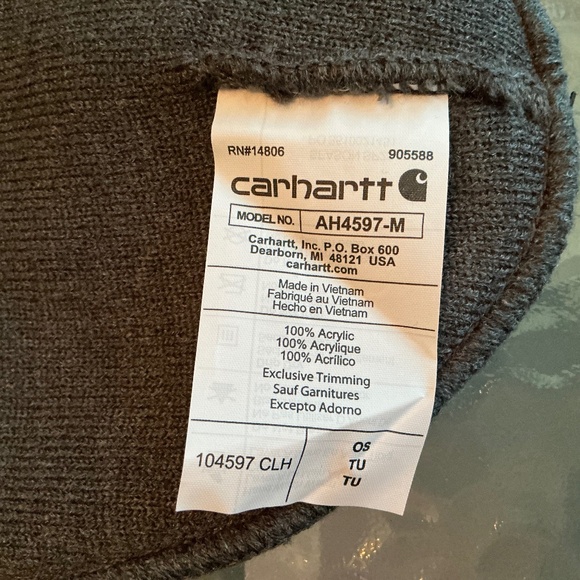 RN#14806 905588
carhartt
MODEL NO. AH4597-M
Carhartt, Inc. P.O. Box 600
Dearborn, MI 48121 USA
carhartt.com
Made in Vietnam
Fabriqué au Vietnam
Hecho en Vietnam
100% Acrylic
100% Acrylique
100% Acrílico
Exclusive Trimming
Sauf Garnitures
Excepto Adorno
104597 CLH
OS
TU
TU